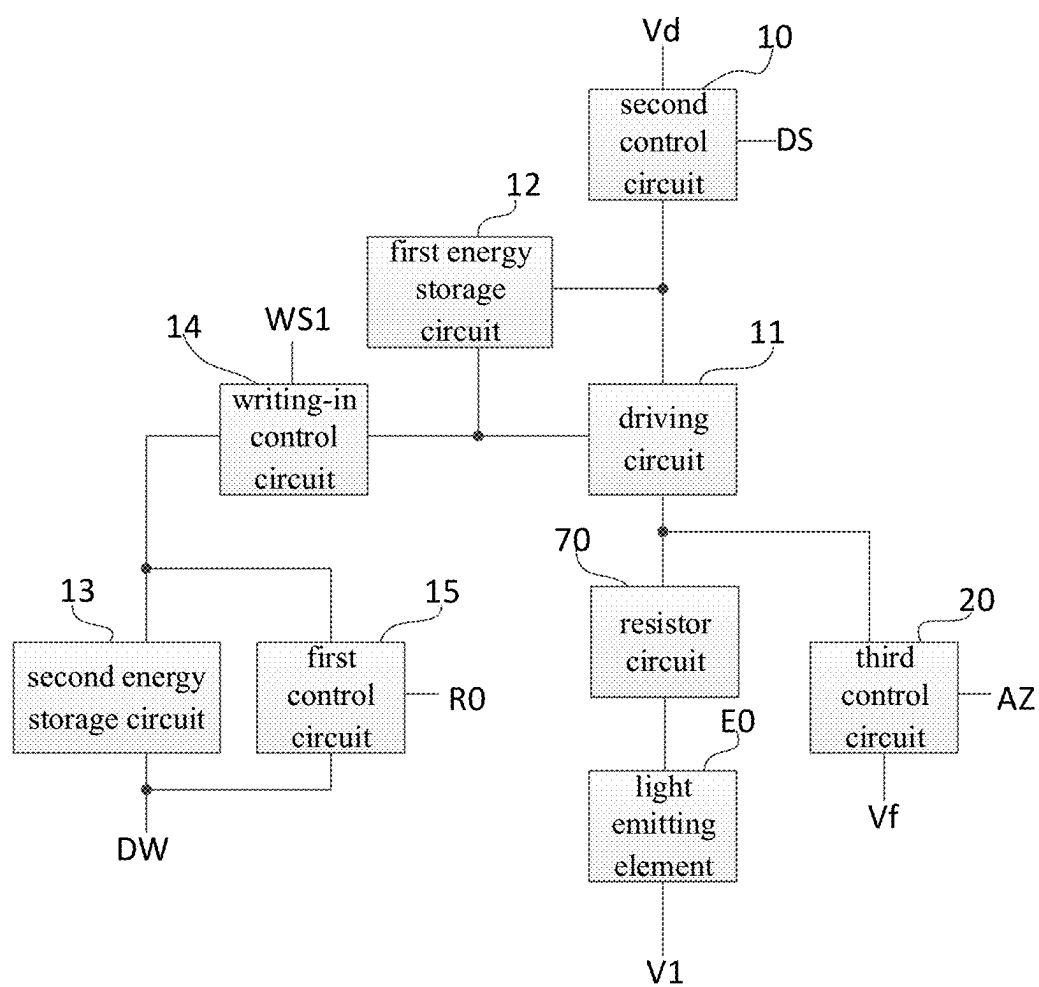 Vd
10
second
control
circuit
DS
12
first energy
storage
circuit
WS1
14
writing-in
control
circuit
11
driving
circuit
70
resistor
circuit
13
second energy
storage circuit
15
first
control
circuit
R0
20
third
control
circuit
AZ
E0
light
emitting
element
Vf
DW
V1